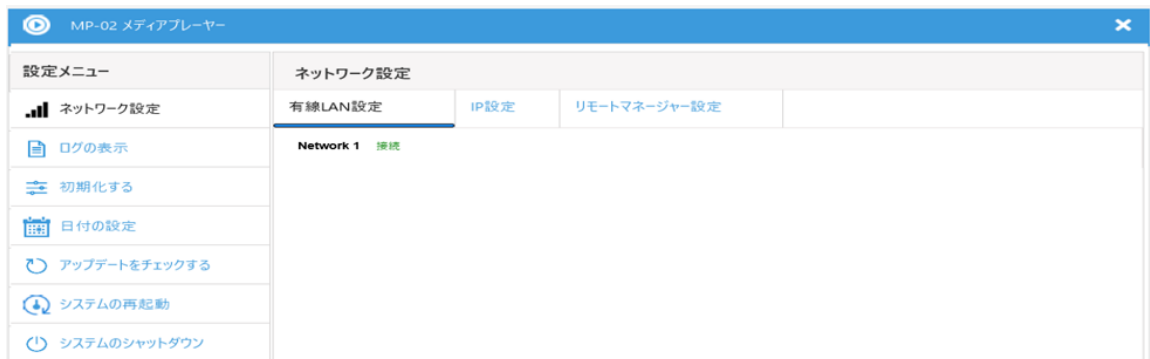 MP-02 メディアプレーヤー
設定メニュー
ネットワーク設定
ログの表示
初期化する
日付の設定
アップデートをチェックする
システムの再起動
システムのシャットダウン
ネットワーク設定
有線LAN設定 IP設定 リモートマネージャー設定
Network 1 接続